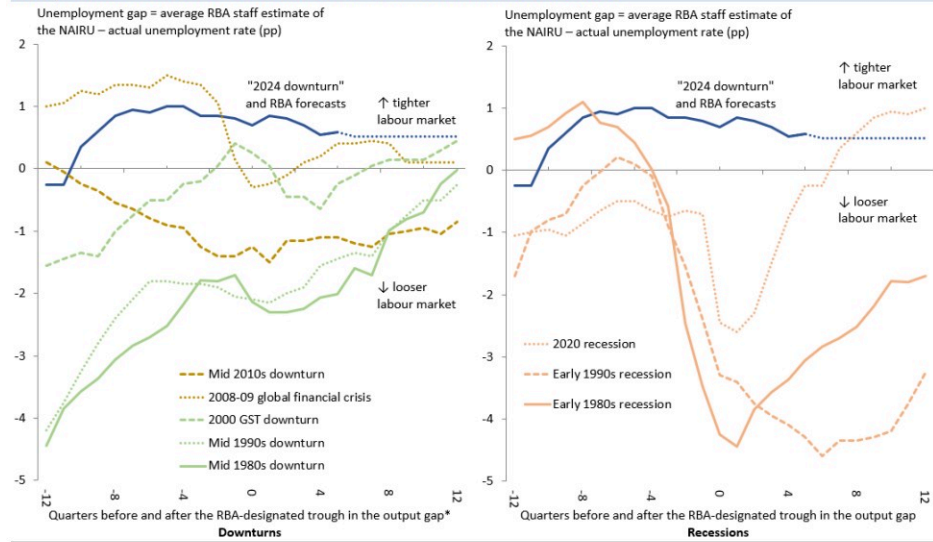 Unemployment gap = average RBA staff estimate of
the NAIRU – actual unemployment rate (pp)
2
1
0
-1
-2
-3
-4
-5
-12
-8
-4
0
4
8
12
"2024 downturn"
and RBA forecasts
↑ tighter
labour market
↓ looser
labour market
Mid 2010s downturn
2008-09 global financial crisis
2000 GST downturn
Mid 1990s downturn
Mid 1980s downturn
Quarters before and after the RBA-designated trough in the output gap*
Downturns
Unemployment gap = average RBA staff estimate of
the NAIRU – actual unemployment rate (pp)
2
1
0
-1
-2
-3
-4
-5
-12
-8
-4
0
4
8
12
"2024 downturn"
and RBA forecasts
↑ tighter
labour market
↓ looser
labour market
2020 recession
Early 1990s recession
Early 1980s recession
Quarters before and after the RBA-designated trough in the output gap
Recessions